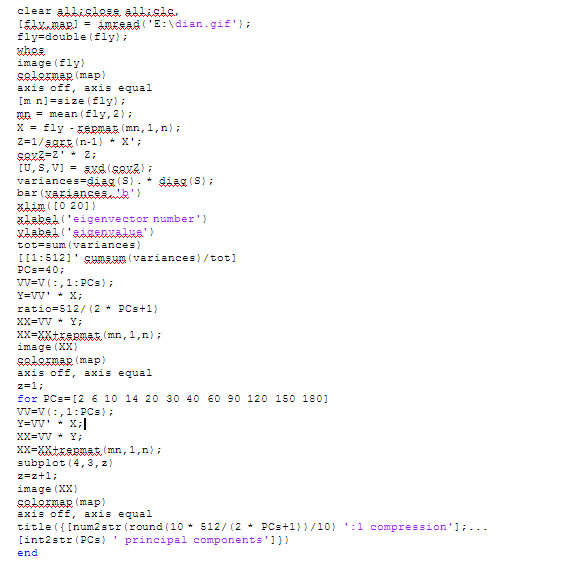 clear all;close all;clc,
[fly,map] = imread('E:\dian.gif');
fly=double(fly);
whos
image(fly)
colormap(map)
axis off, axis equal
[m n]=size(fly);
mn = mean(fly,2);
X = fly - repmat(mn,1,n);
Z=1/sqrt(n-1) * X';
covZ=Z' * Z;
[U,S,V] = svd(covZ);
variances=diag(S).* diag(S);
bar(variances,'b')
xlim([0 20])
xlabel('eigenvector number')
ylabel('eigenvalue')
tot=sum(variances)
[[1:512]' cumsum(variances)/tot]
PCs=40;
VV=V(:,1:PCs);
Y=VV' * X;
ratio=512/(2 * PCs+1)
XX=VV * Y;
XX=XX+repmat(mn,1,n);
image(XX)
colormap(map)
axis off, axis equal
z=1;
for PCs=[2 6 10 14 20 30 40 60 90 120 150 180]
VV=V(:,1:PCs);
Y=VV' * X;
XX=VV * Y;
XX=XX+repmat(mn,1,n);
subplot(4,3,z)
z=z+1;
image(XX)
colormap(map)
axis off, axis equal
title({[num2str(round(10 * 512/(2 * PCs+1))/10) ':1 compression'];...
[int2str(PCs) ' principal components']})
end